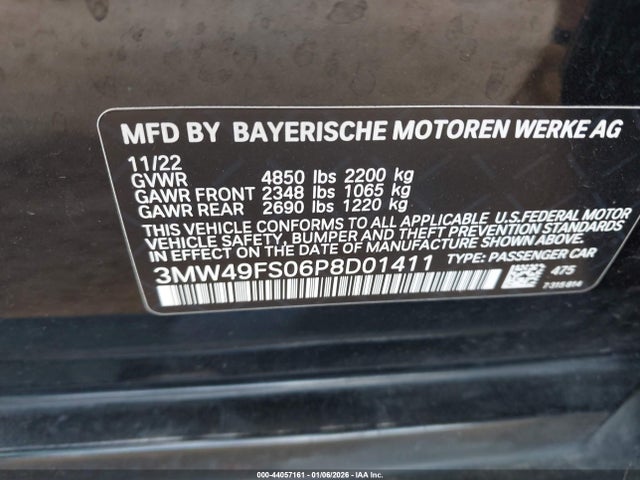 MFD BY BAYERISCHE MOTOREN WERKE AG
11/22
GVWR 4850 lbs 2200 kg
GAWR FRONT 2348 lbs 1065 kg
GAWR REAR 2690 lbs 1220 kg
THIS VEHICLE CONFORMS TO ALL APPLICABLE U.S.FEDERAL MOTOR
VEHICLE SAFETY, BUMPER AND THEFT PREVENTION STANDARDS
IN EFFECT ON THE DATE OF MANUFACTURE SHOWN ABOVE.
3MW49FS06P8D01411 TYPE: PASSENGER CAR
475
7315814
000-44057161 - 01/06/2026 - IAA Inc.